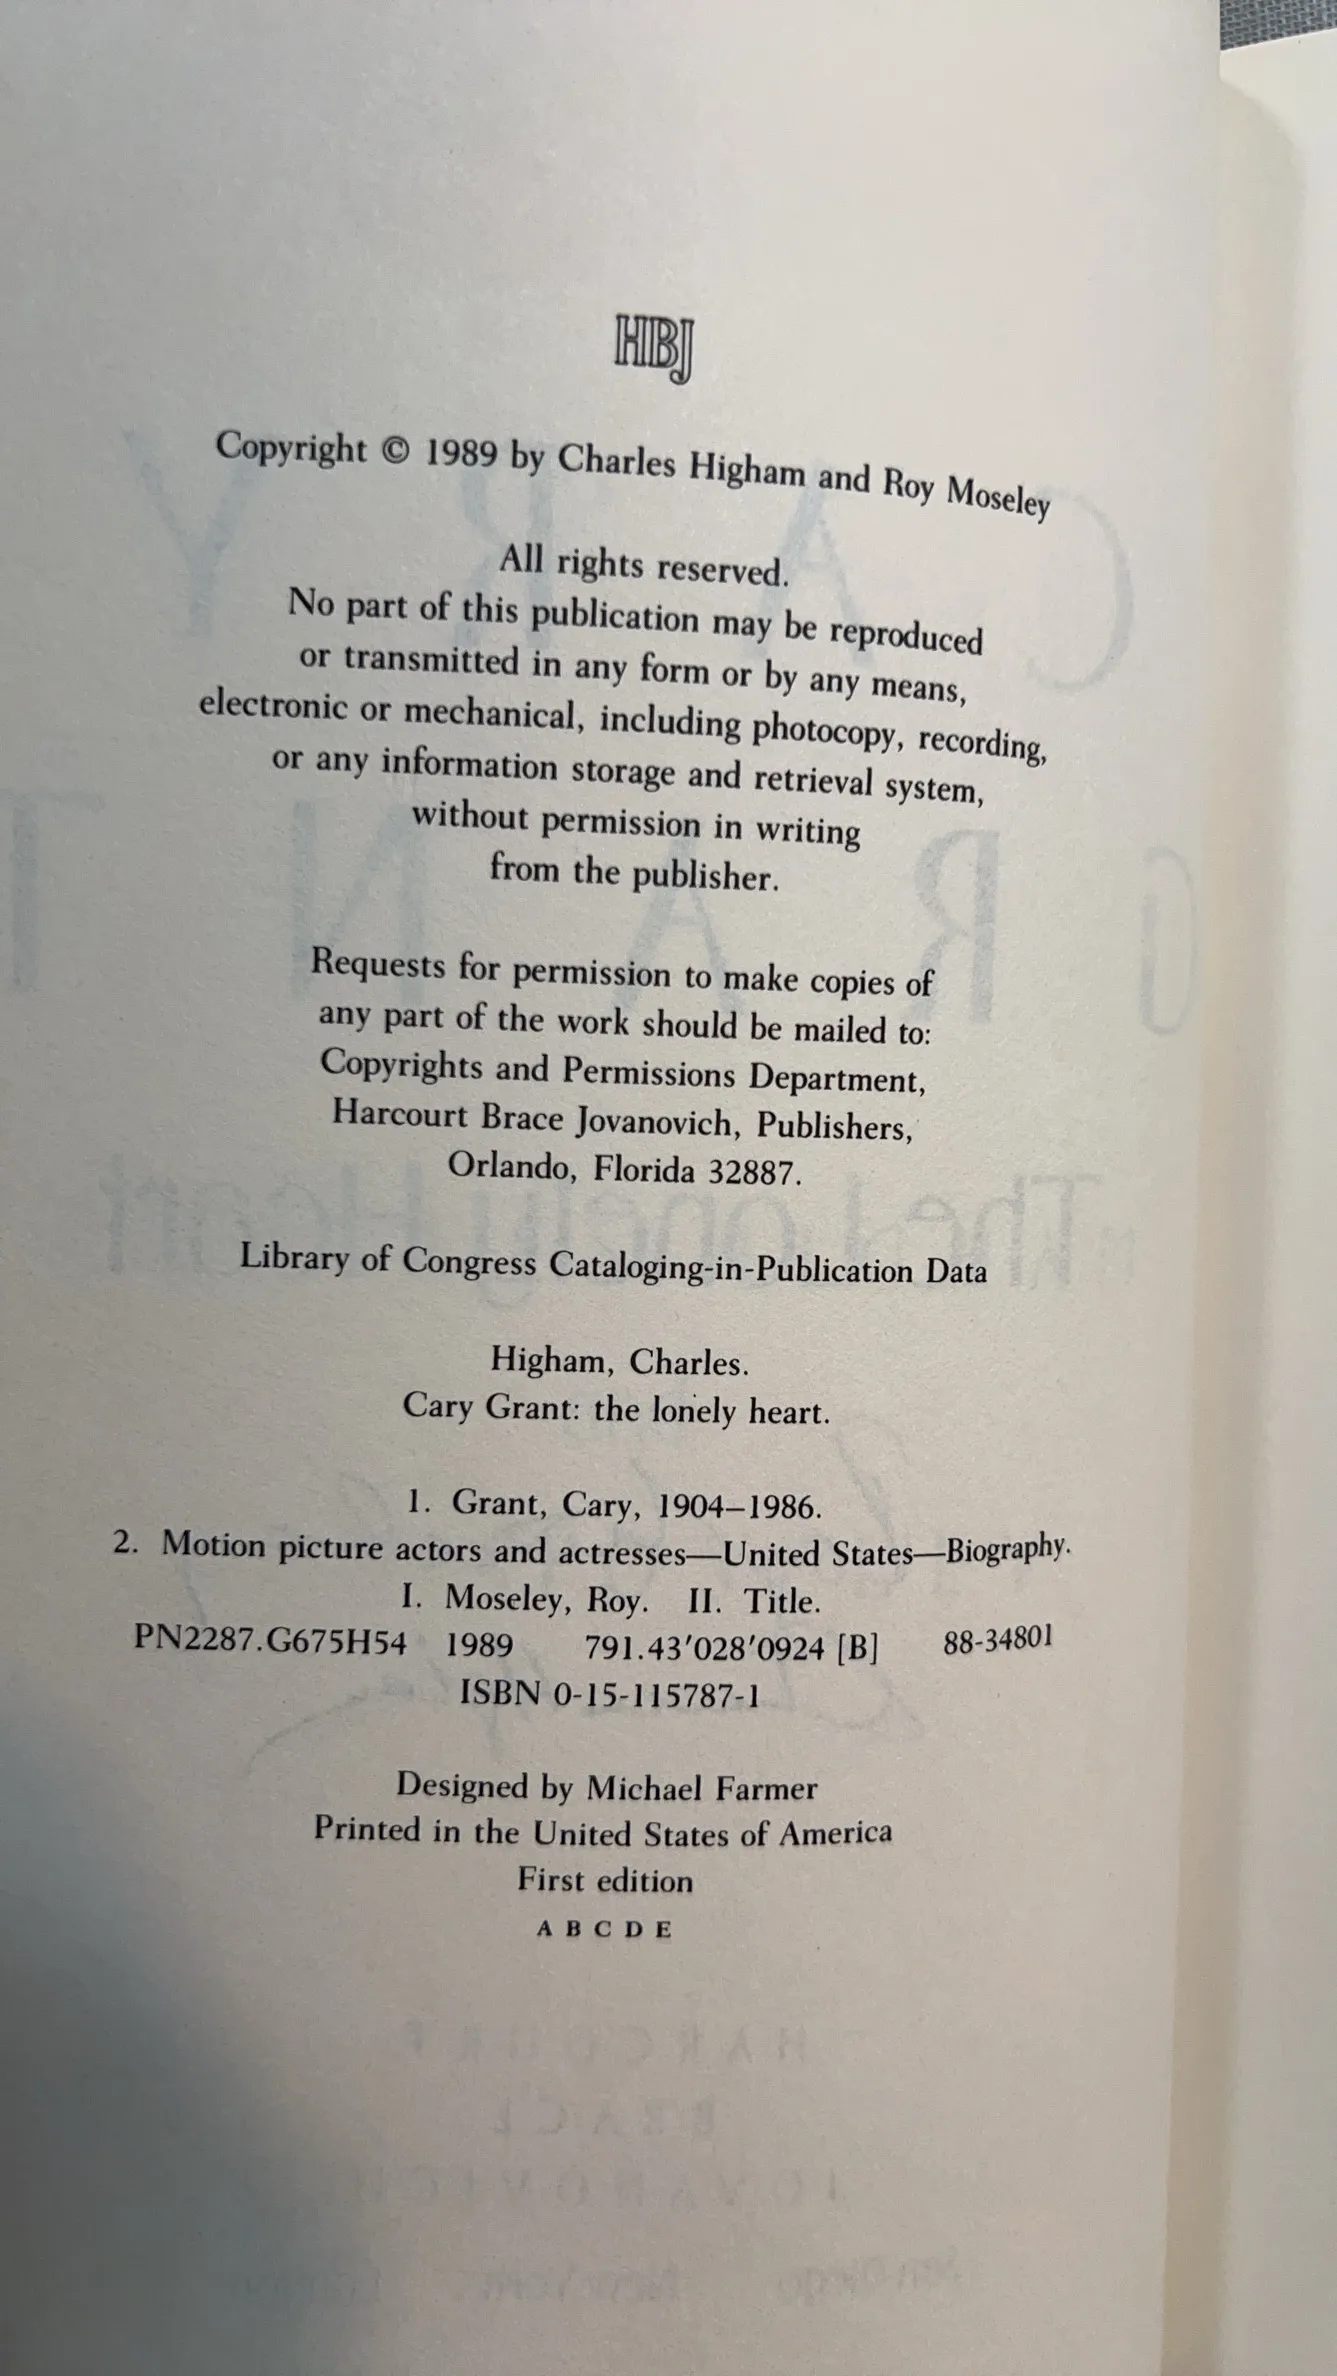 HBJ
Copyright © 1989 by Charles Higham and Roy Moseley
All rights reserved.
No part of this publication may be reproduced
or transmitted in any form or by any means,
electronic or mechanical, including photocopy, recording,
or any information storage and retrieval system,
without permission in writing
from the publisher.
Requests for permission to make copies of
any part of the work should be mailed to:
Copyrights and Permissions Department,
Harcourt Brace Jovanovich, Publishers,
Orlando, Florida 32887.
Library of Congress Cataloging-in-Publication Data
Higham, Charles.
Cary Grant: the lonely heart.
1. Grant, Cary, 1904–1986.
2. Motion picture actors and actresses—United States—Biography.
I. Moseley, Roy. II. Title.
PN2287.G675H54 1989 791.43′028′0924 [B] 88-34801
ISBN 0-15-115787-1
Designed by Michael Farmer
Printed in the United States of America
First edition
A B C D E